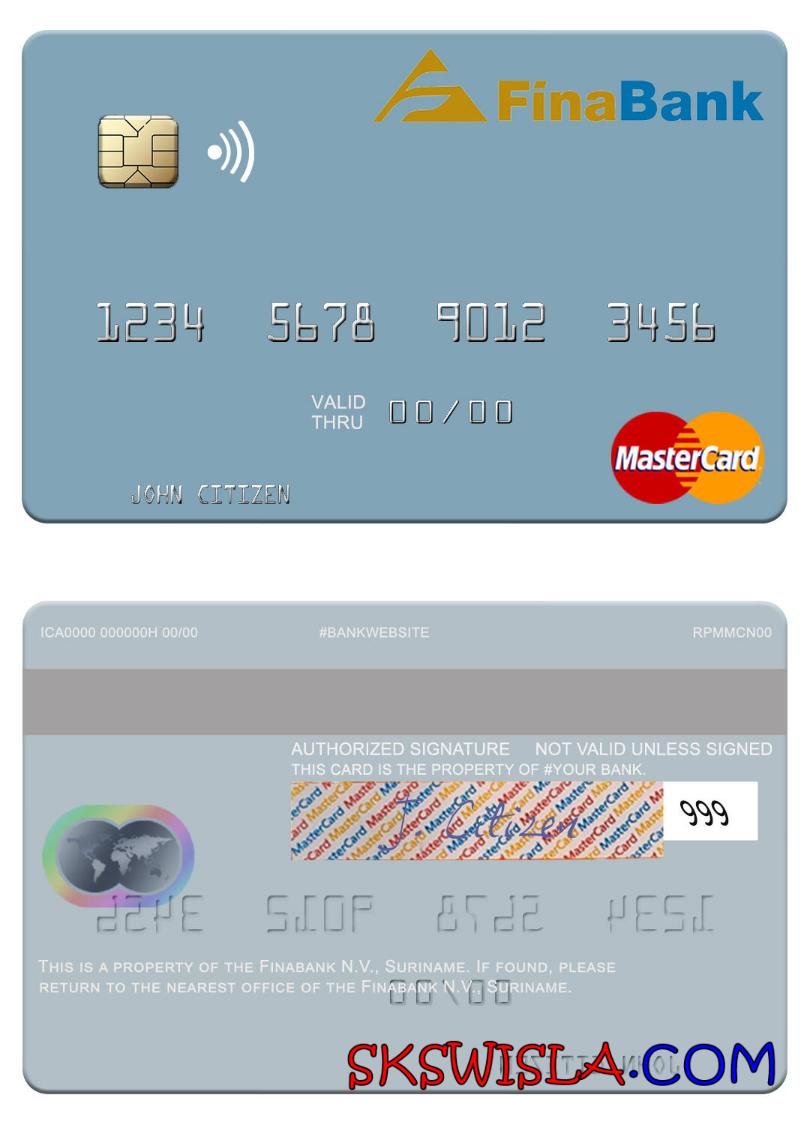 FinaBank
1234 5678 9012 3456
VALID
THRU 00/00
MasterCard
JOHN CITIZEN
ICA0000 000000H 00/00 #BANKWEBSITE RPMMCN00
AUTHORIZED SIGNATURE NOT VALID UNLESS SIGNED
THIS CARD IS THE PROPERTY OF #YOUR BANK.
J. Citizen 999
THIS IS A PROPERTY OF THE FINABANK N.V., SURINAME. IF FOUND, PLEASE
RETURN TO THE NEAREST OFFICE OF THE FINABANK N.V., SURINAME.
SKSWISLA.COM